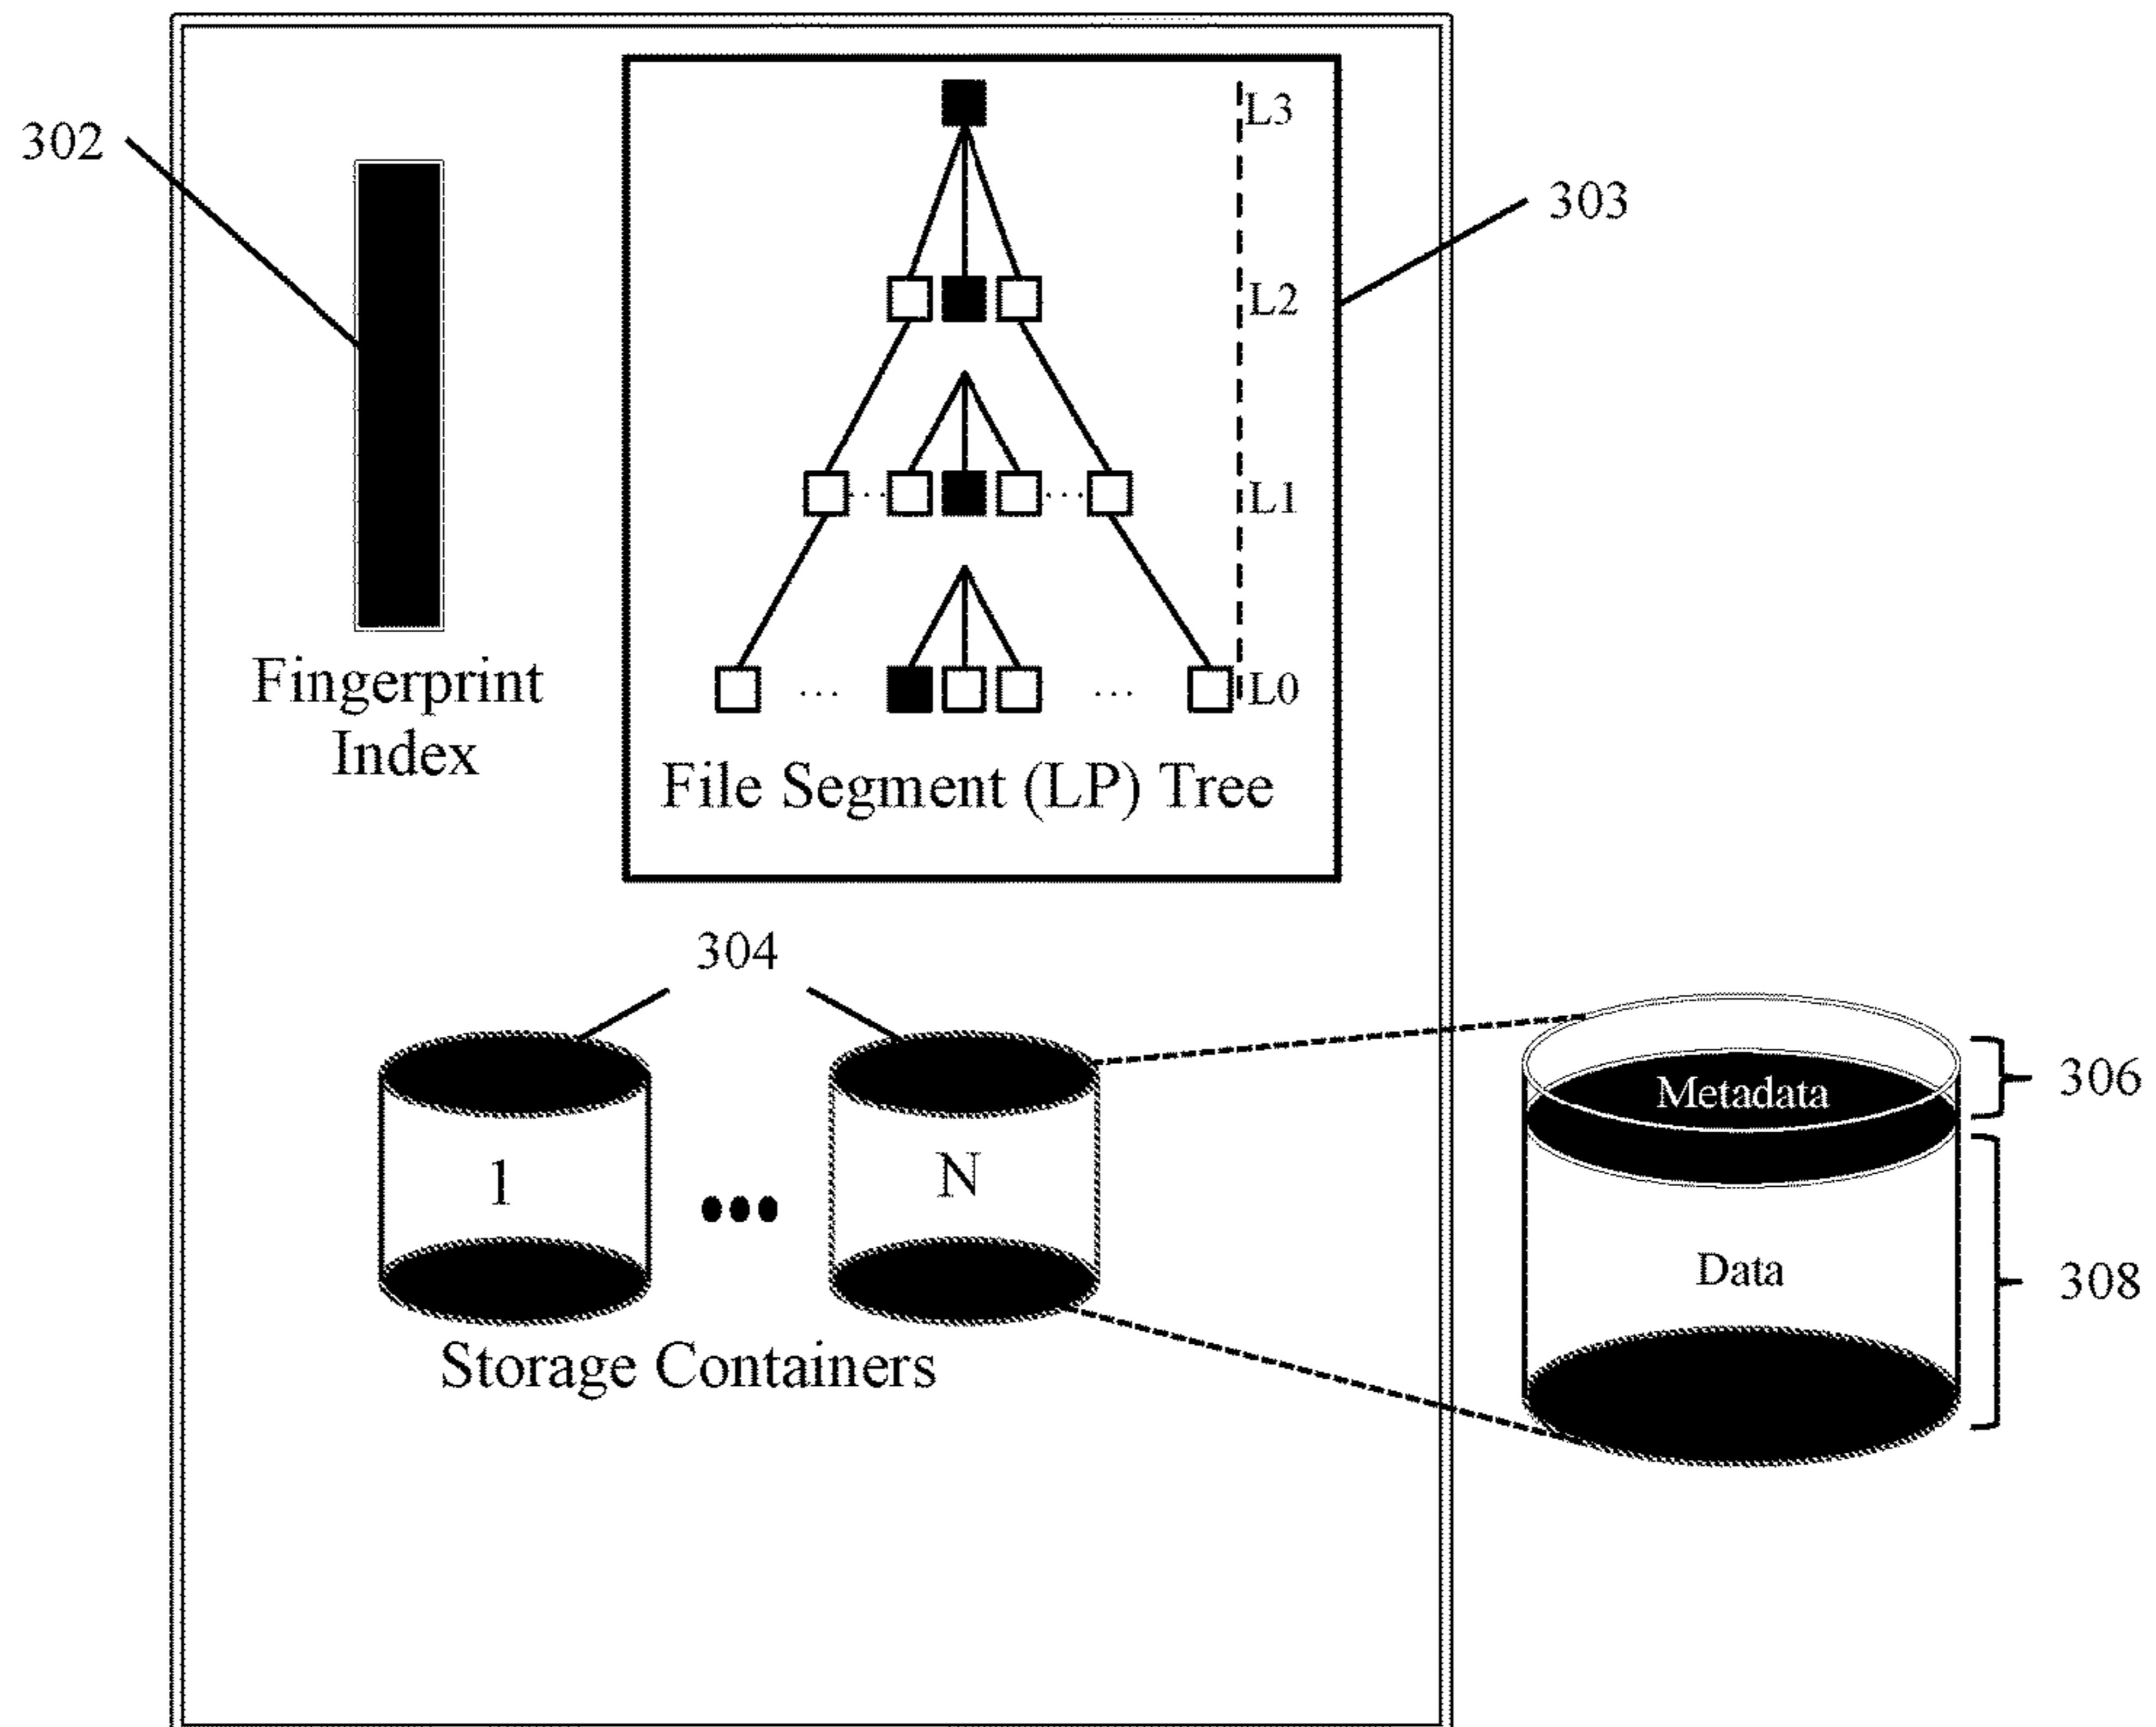 302
L3
303
L2
...
...
L1
...
...
L0
Fingerprint
Index
File Segment (LP) Tree
304
1
...
N
Storage Containers
Metadata
306
Data
308